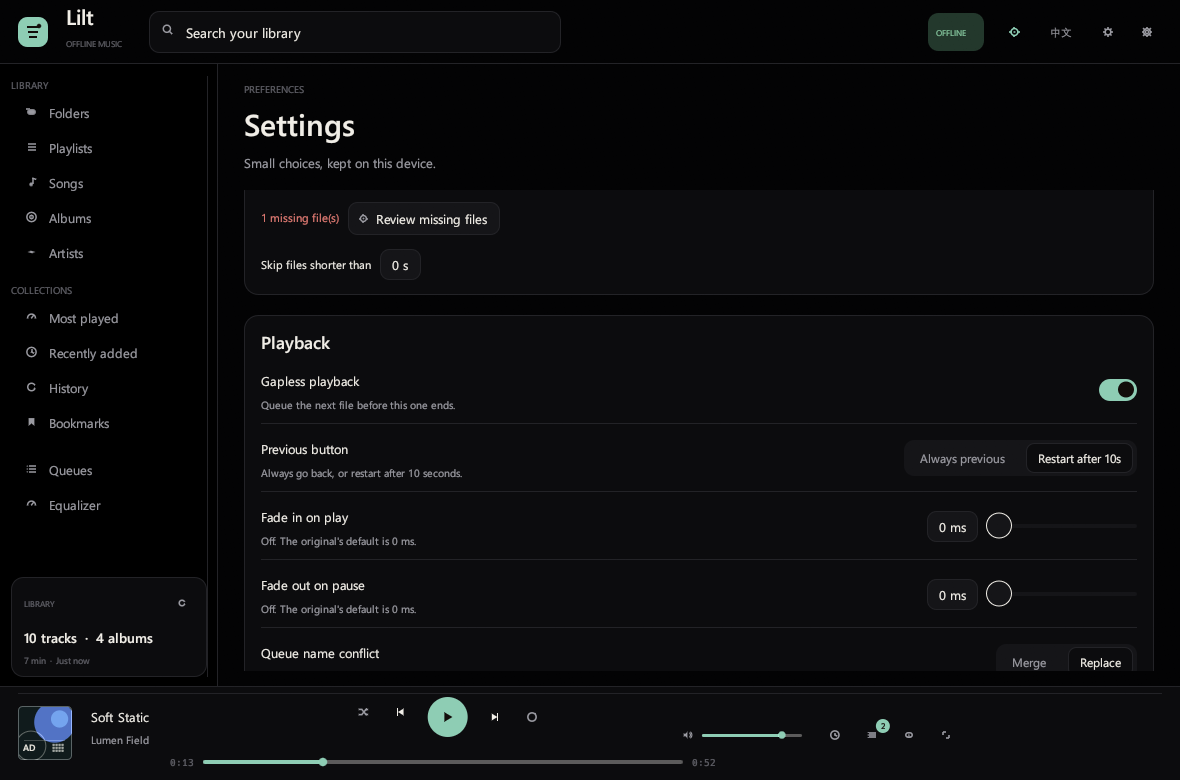 Lilt
OFFLINE MUSIC
Search your library
OFFLINE
中文
LIBRARY
Folders
Playlists
Songs
Albums
Artists
COLLECTIONS
Most played
Recently added
History
Bookmarks
Queues
Equalizer
LIBRARY
10 tracks · 4 albums
7 min · Just now
PREFERENCES
Settings
Small choices, kept on this device.
1 missing file(s)
Review missing files
Skip files shorter than
0 s
Playback
Gapless playback
Queue the next file before this one ends.
Previous button
Always go back, or restart after 10 seconds.
Always previous
Restart after 10s
Fade in on play
Off. The original's default is 0 ms.
0 ms
Fade out on pause
Off. The original's default is 0 ms.
0 ms
Queue name conflict
Merge
Replace
AD
Soft Static
Lumen Field
0:13
0:52
2